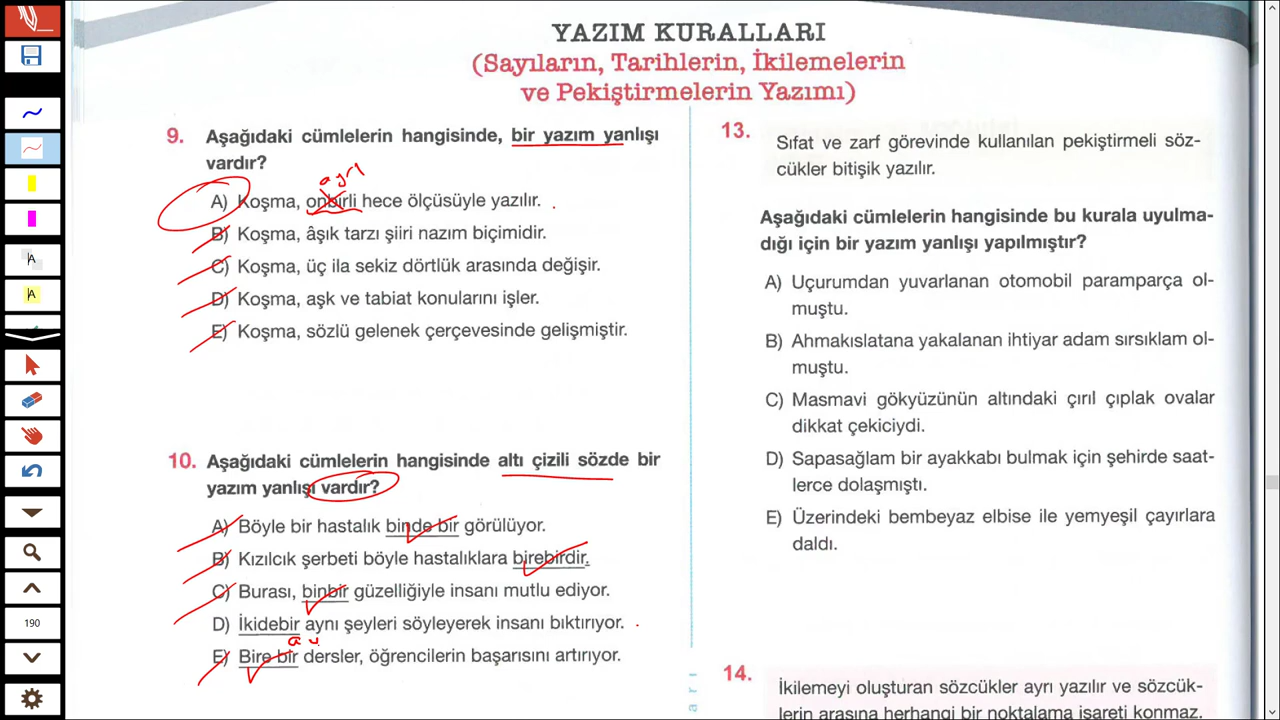 YAZIM KURALLARI
(Sayıların, Tarihlerin, İkilemelerin
ve Pekiştirmelerin Yazımı)
9. Aşağıdaki cümlelerin hangisinde, bir yazım yanlışı
vardır?
ayrı
A) Koşma, onbirli hece ölçüsüyle yazılır.
B) Koşma, âşık tarzı şiiri nazım biçimidir.
C) Koşma, üç ila sekiz dörtlük arasında değişir.
D) Koşma, aşk ve tabiat konularını işler.
E) Koşma, sözlü gelenek çerçevesinde gelişmiştir.
10. Aşağıdaki cümlelerin hangisinde altı çizili sözde bir
yazım yanlışı vardır?
A) Böyle bir hastalık binde bir görülüyor.
B) Kızılcık şerbeti böyle hastalıklara birebirdir.
C) Burası, binbir güzelliğiyle insanı mutlu ediyor.
D) İkidebir aynı şeyleri söyleyerek insanı bıktırıyor.
E) Bire bir dersler, öğrencilerin başarısını artırıyor.
13. Sıfat ve zarf görevinde kullanılan pekiştirmeli söz-
cükler bitişik yazılır.
Aşağıdaki cümlelerin hangisinde bu kurala uyulma-
dığı için bir yazım yanlışı yapılmıştır?
A) Uçurumdan yuvarlanan otomobil paramparça ol-
muştu.
B) Ahmakıslatana yakalanan ihtiyar adam sırsıklam ol-
muştu.
C) Masmavi gökyüzünün altındaki çırıl çıplak ovalar
dikkat çekiciydi.
D) Sapasağlam bir ayakkabı bulmak için şehirde saat-
lerce dolaşmıştı.
E) Üzerindeki bembeyaz elbise ile yemyeşil çayırlara
daldı.
14. İkilemeyi oluşturan sözcükler ayrı yazılır ve sözcük-
lerin arasına herhangi bir noktalama işareti konmaz.
A
A
190